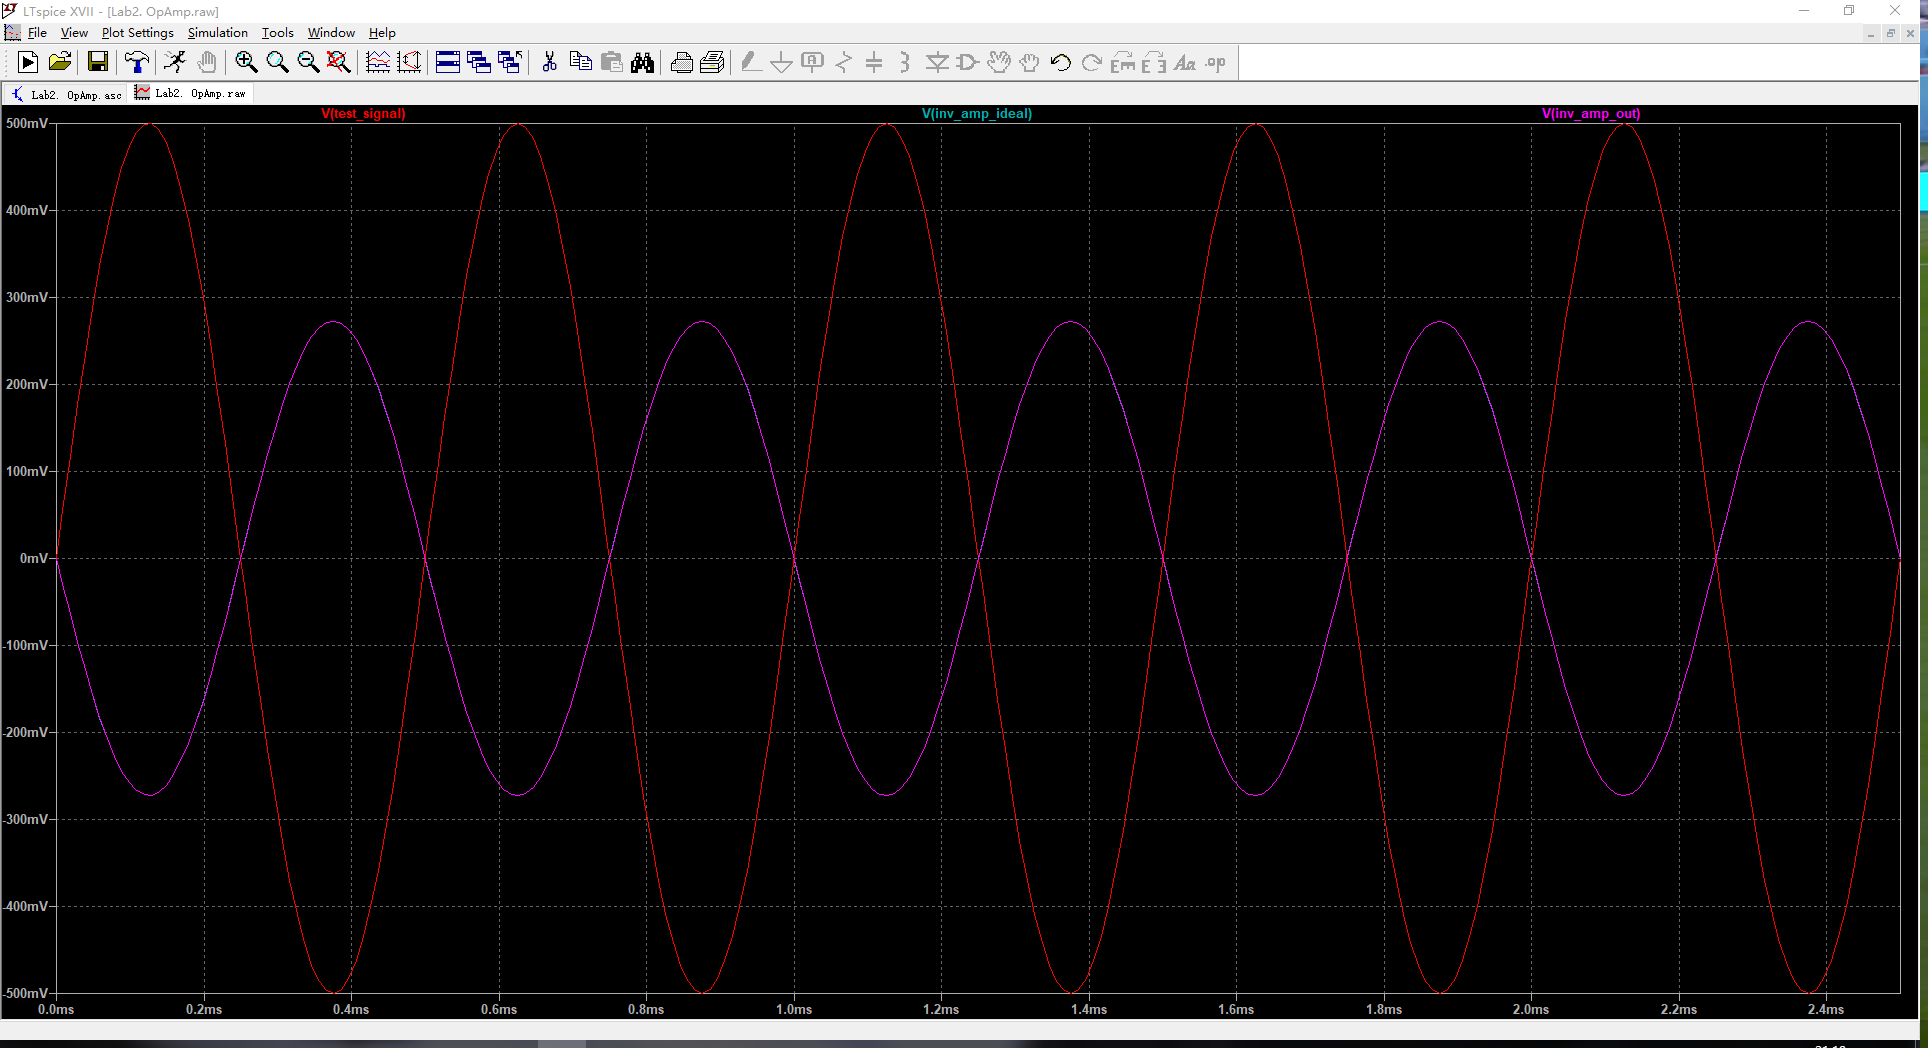 LTspice XVII - [Lab2. OpAmp.raw]
File View Plot Settings Simulation Tools Window Help
Lab2. OpAmp.asc Lab2. OpAmp.raw
V(test_signal) V(inv_amp_ideal) V(inv_amp_out)
500mV
400mV
300mV
200mV
100mV
0mV
-100mV
-200mV
-300mV
-400mV
-500mV
0.0ms 0.2ms 0.4ms 0.6ms 0.8ms 1.0ms 1.2ms 1.4ms 1.6ms 1.8ms 2.0ms 2.2ms 2.4ms